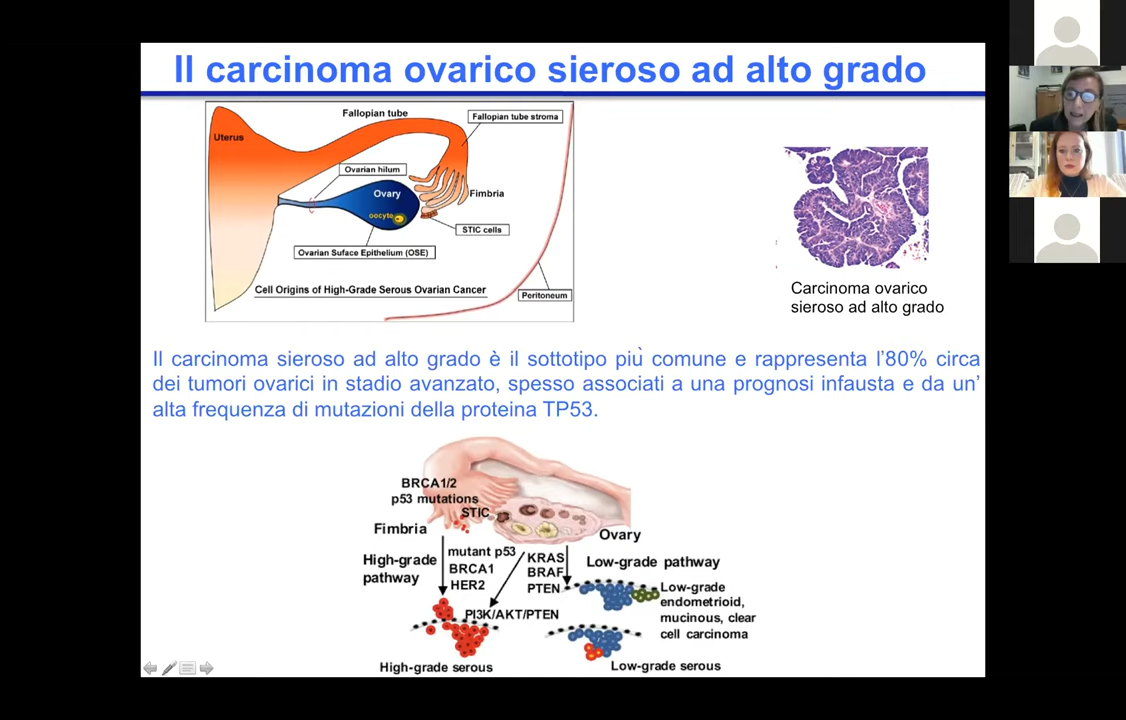 Il carcinoma ovarico sieroso ad alto grado
Fallopian tube
Fallopian tube stroma
Uterus
Ovarian hilum
Ovary
oocyte
Fimbria
STIC cells
Ovarian Suface Epithelium (OSE)
Cell Origins of High-Grade Serous Ovarian Cancer
Peritoneum
Carcinoma ovarico
sieroso ad alto grado
Il carcinoma sieroso ad alto grado è il sottotipo più comune e rappresenta l'80% circa
dei tumori ovarici in stadio avanzato, spesso associati a una prognosi infausta e da un'
alta frequenza di mutazioni della proteina TP53.
BRCA1/2
p53 mutations
STIC
Fimbria
Ovary
High-grade
pathway
mutant p53
BRCA1
HER2
KRAS
BRAF
PTEN
Low-grade pathway
PI3K/AKT/PTEN
Low-grade
endometrioid,
mucinous, clear
cell carcinoma
High-grade serous
Low-grade serous